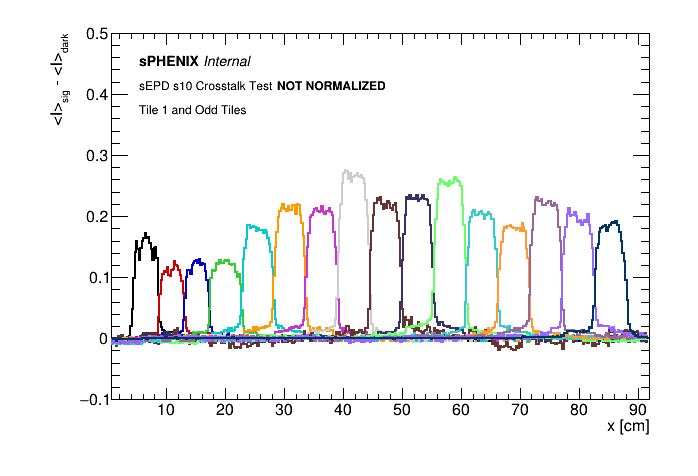 0.5
<I>sig - <I>dark
sPHENIX Internal
sEPD s10 Crosstalk Test NOT NORMALIZED
Tile 1 and Odd Tiles
0.4
0.3
0.2
0.1
0
−0.1
10 20 30 40 50 60 70 80 90
x [cm]